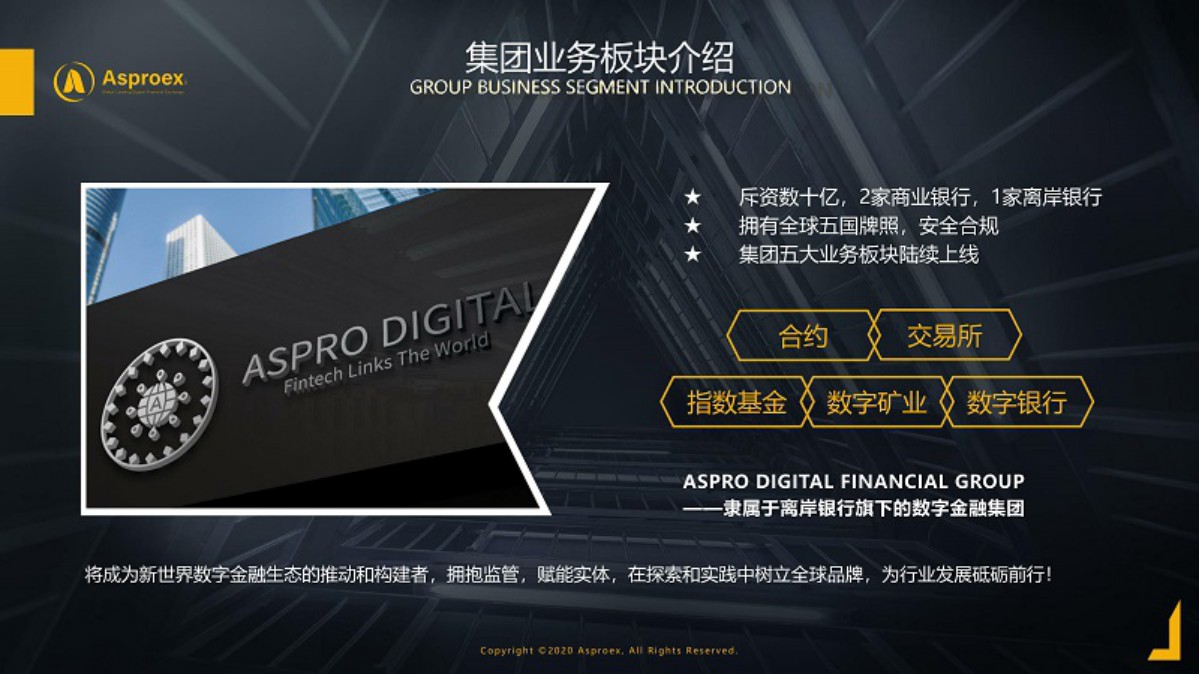 集团业务板块介绍
GROUP BUSINESS SEGMENT INTRODUCTION
Asproex
ASPRO DIGITAL
Fintech Links The World
A
★ 斥资数十亿，2家商业银行，1家离岸银行
★ 拥有全球五国牌照，安全合规
★ 集团五大业务板块陆续上线
合约 交易所
指数基金 数字矿业 数字银行
ASPRO DIGITAL FINANCIAL GROUP
——隶属于离岸银行旗下的数字金融集团
将成为新世界数字金融生态的推动和构建者，拥抱监管，赋能实体，在探索和实践中树立全球品牌，为行业发展砥砺前行！
Copyright ©2020 Asproex, All Rights Reserved.